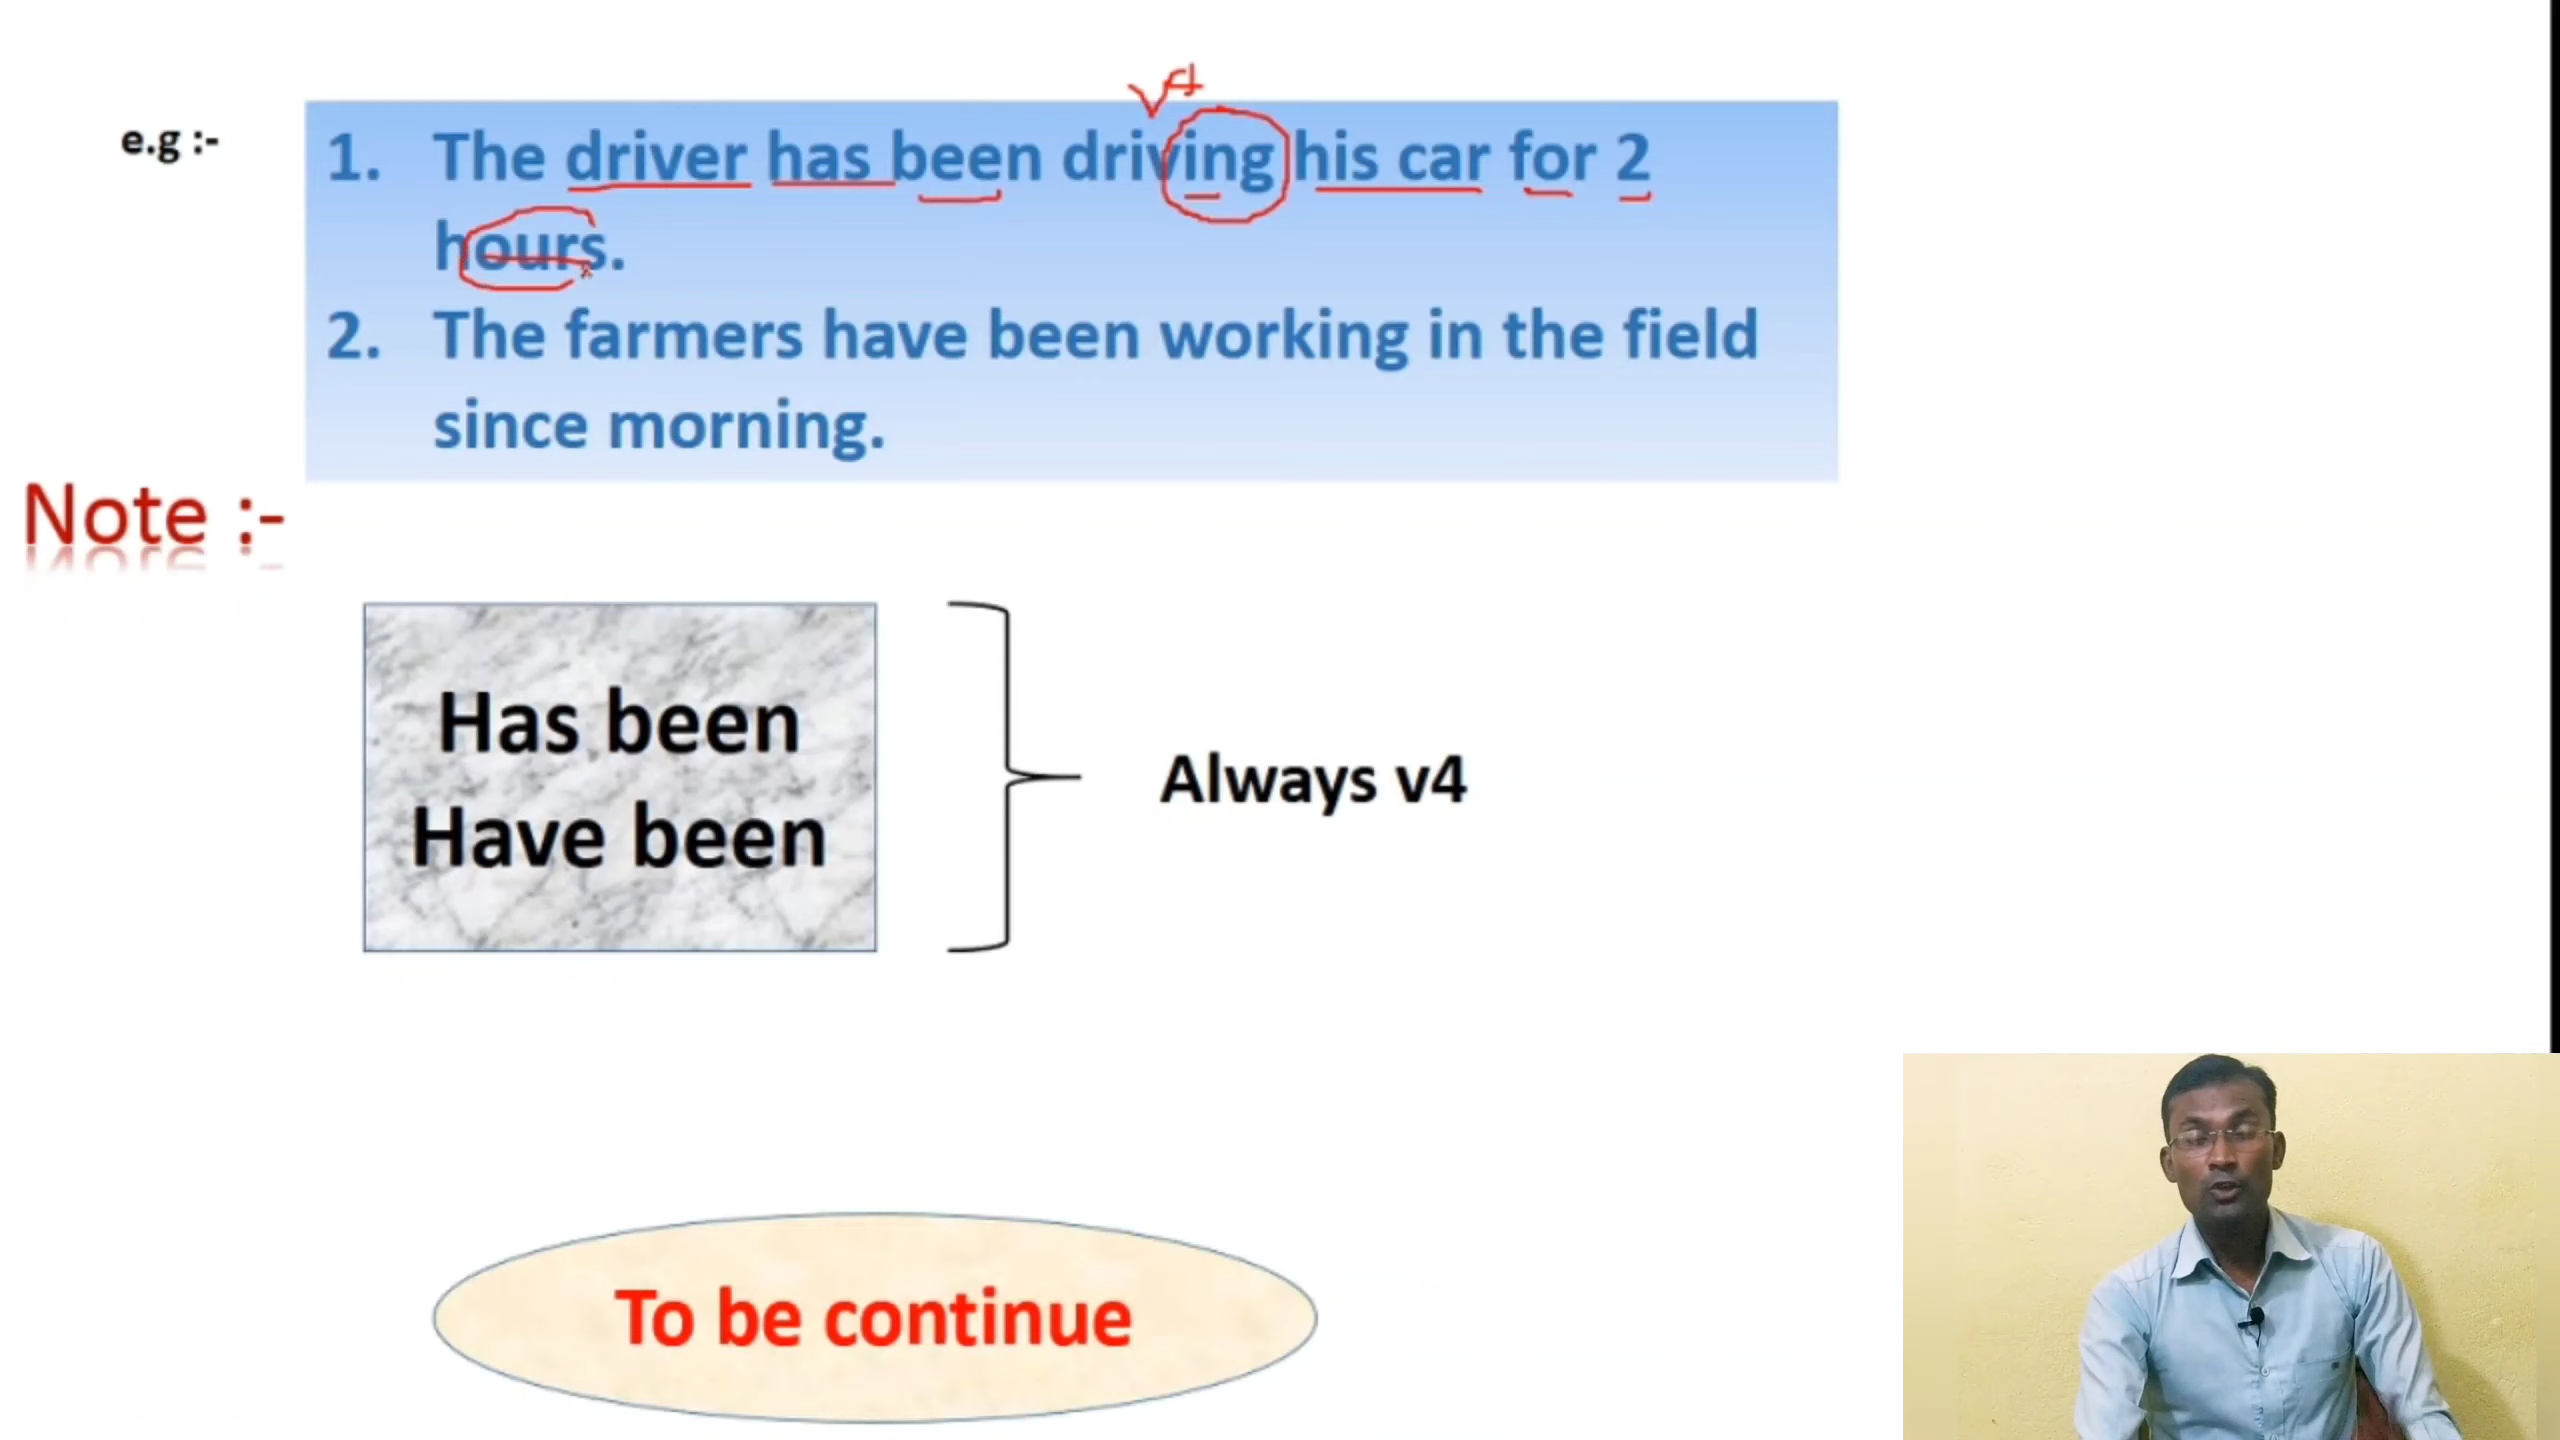 v4
e.g :-
1. The driver has been driving his car for 2
hours.
2. The farmers have been working in the field
since morning.
Note :-
Has been
Have been
Always v4
To be continue